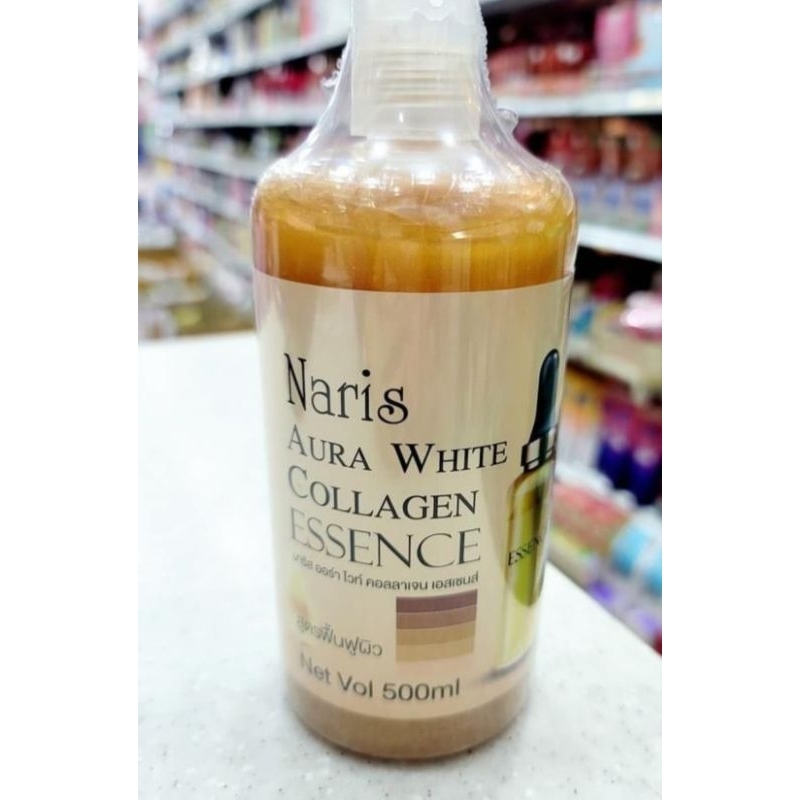 Naris
AURA WHITE
COLLAGEN
ESSENCE
นาริส ออร่า ไวท์ คอลลาเจน เอสเซนส์
สูตรฟื้นฟูผิว
Net Vol 500ml